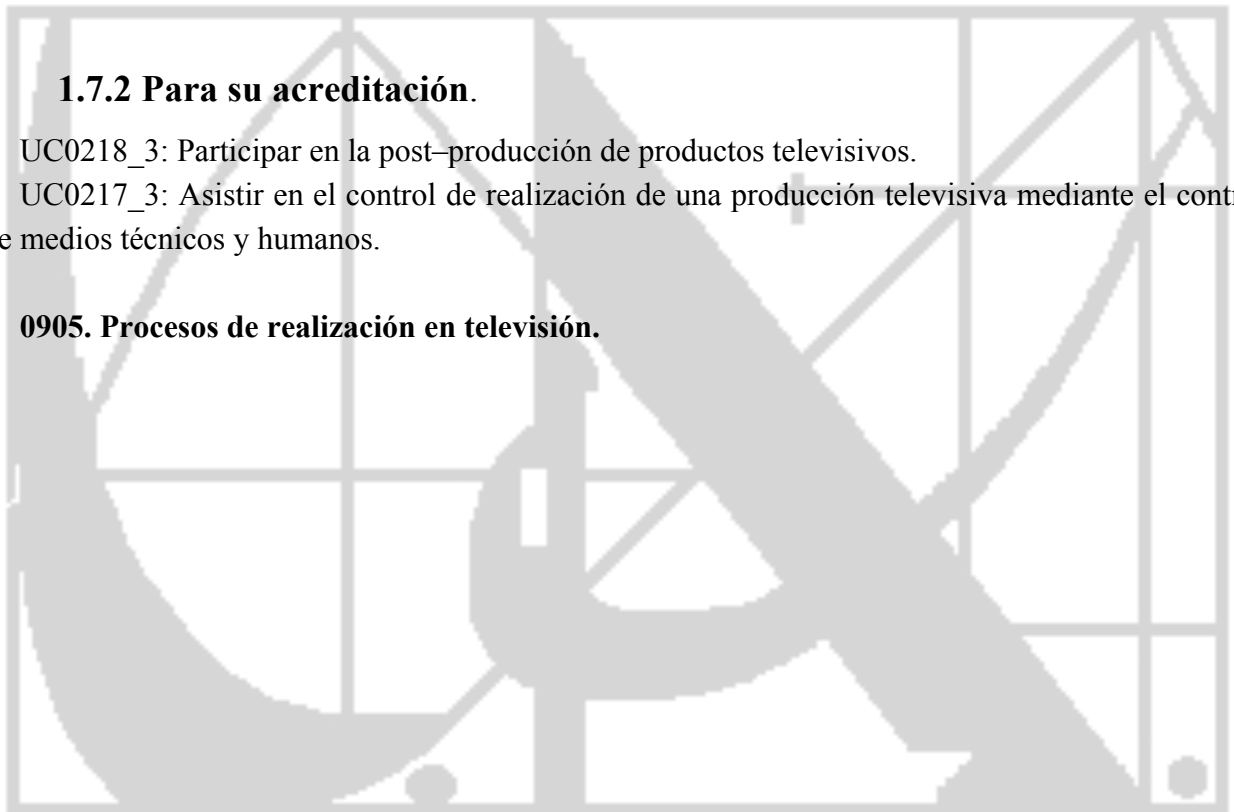 1.7.2 Para su acreditación.
UC0218_3: Participar en la post–producción de productos televisivos.
UC0217_3: Asistir en el control de realización de una producción televisiva mediante el cont
e medios técnicos y humanos.
0905. Procesos de realización en televisión.